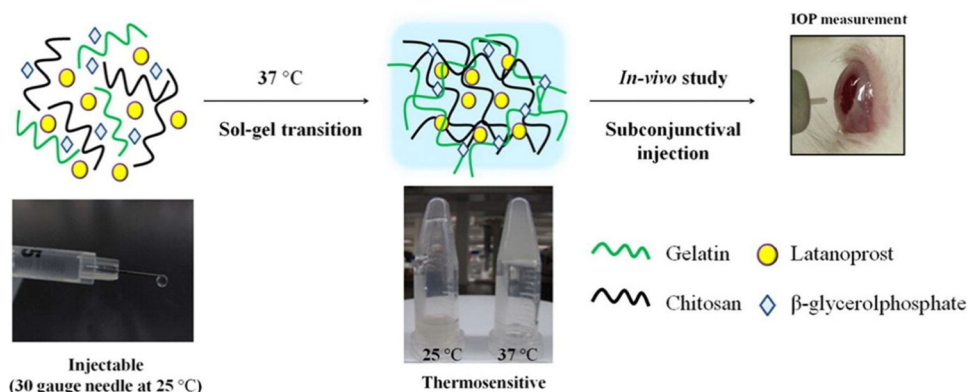 37 °C
Sol-gel transition
In-vivo study
Subconjunctival
injection
IOP measurement
5
Injectable
(30 gauge needle at 25 °C)
25 °C
37 °C
Thermosensitive
Gelatin
Latanoprost
Chitosan
β-glycerolphosphate